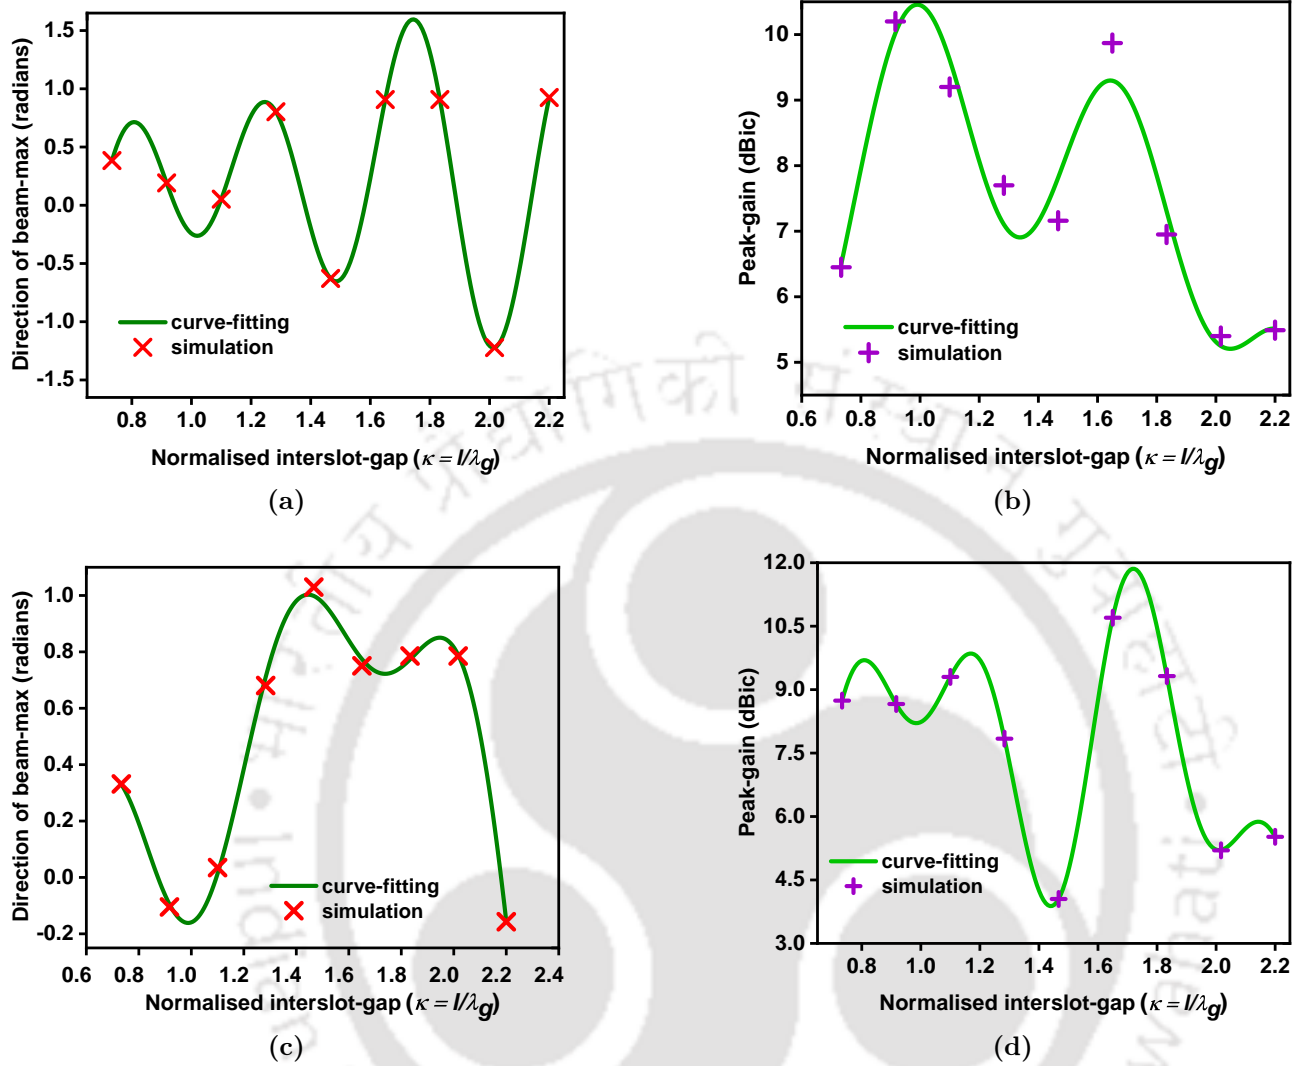 1.5
1.0
0.5
0.0
-0.5
-1.0
-1.5
Direction of beam-max (radians)
curve-fitting
simulation
0.8 1.0 1.2 1.4 1.6 1.8 2.0 2.2
Normalised interslot-gap (κ = l/λg)
(a)
10
9
8
7
6
5
Peak-gain (dBic)
curve-fitting
simulation
0.6 0.8 1.0 1.2 1.4 1.6 1.8 2.0 2.2
Normalised interslot-gap (κ = l/λg)
(b)
1.0
0.8
0.6
0.4
0.2
0.0
-0.2
Direction of beam-max (radians)
curve-fitting
simulation
0.6 0.8 1.0 1.2 1.4 1.6 1.8 2.0 2.2 2.4
Normalised interslot-gap (κ = l/λg)
(c)
12.0
10.5
9.0
7.5
6.0
4.5
3.0
Peak-gain (dBic)
curve-fitting
simulation
0.8 1.0 1.2 1.4 1.6 1.8 2.0 2.2
Normalised interslot-gap (κ = l/λg)
(d)